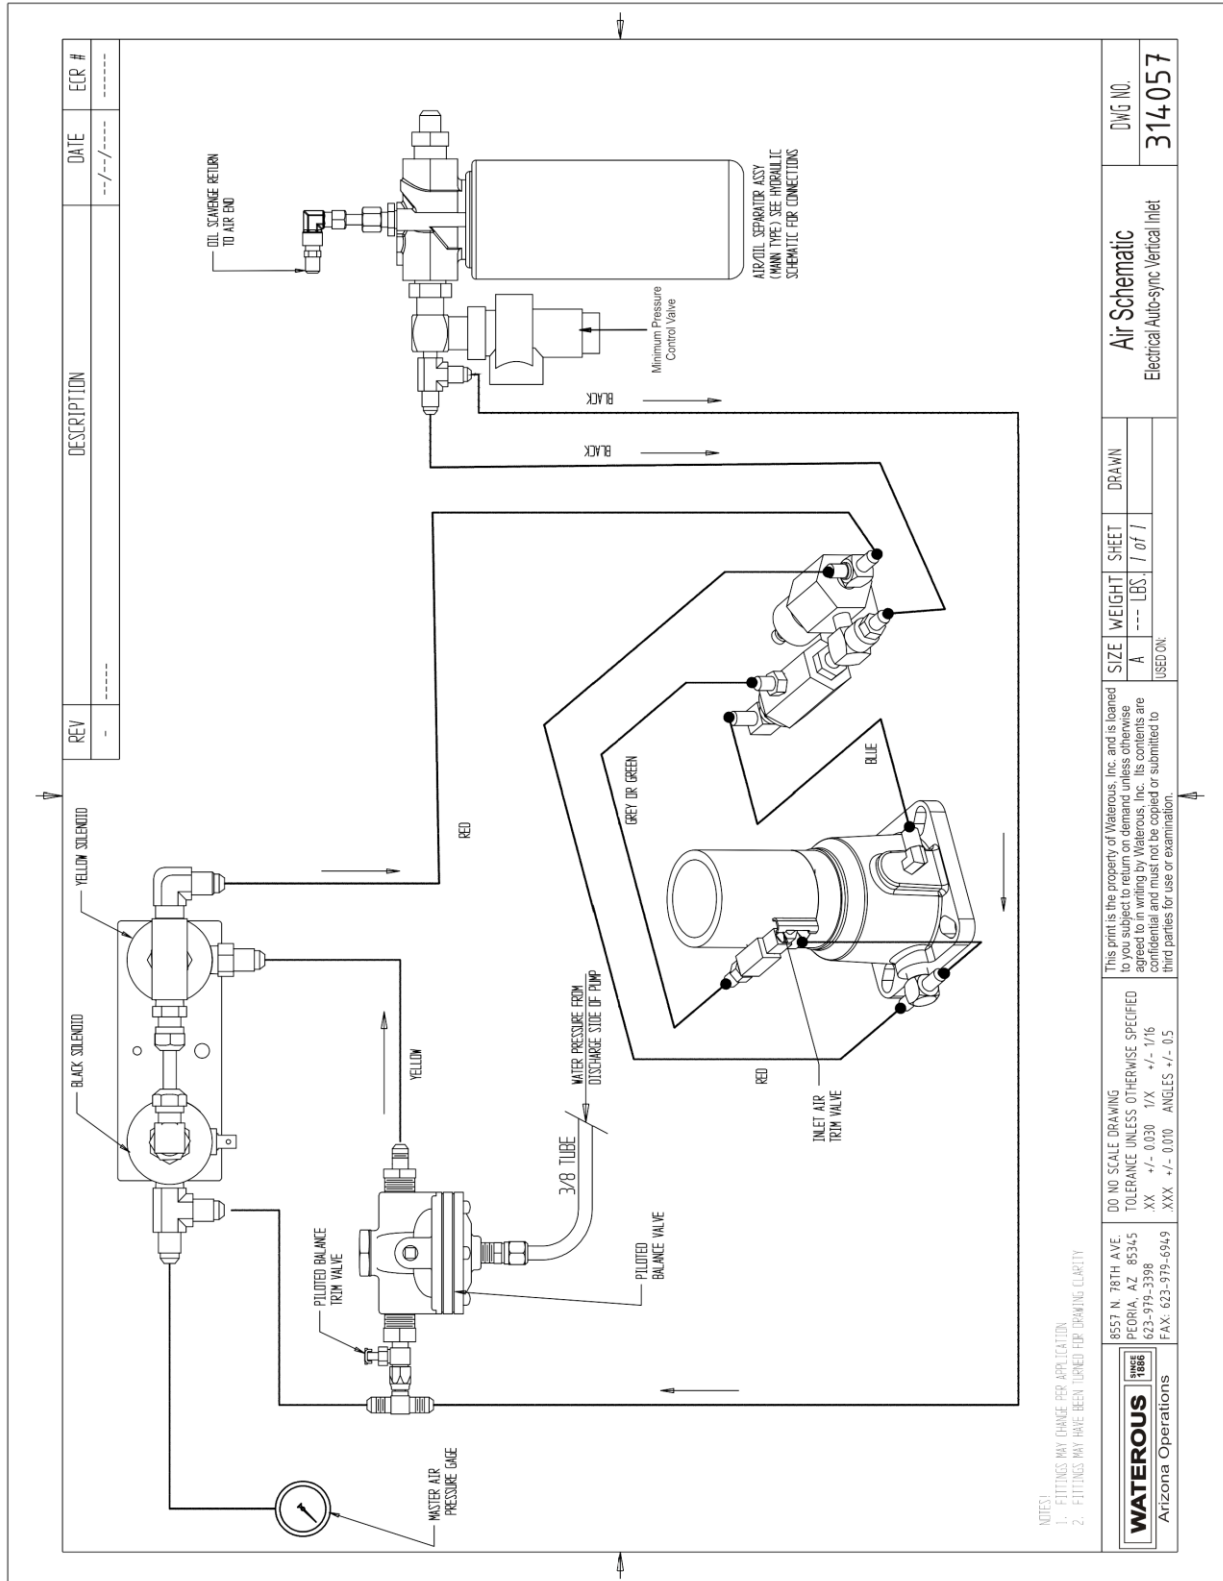 REV
DESCRIPTION
DATE
ECR #
-
-----
--/--/----
------
BLACK SOLENOID
YELLOW SOLENOID
OIL SCAVENGE RETURN
TO AIR END
AIR/OIL SEPARATOR ASSY
(MANN TYPE) SEE HYDRAULIC
SCHEMATIC FOR CONNECTIONS
Minimum Pressure
Control Valve
BLACK
BLACK
RED
MASTER AIR
PRESSURE GAGE
PILOTED BALANCE
TRIM VALVE
YELLOW
3/8 TUBE
WATER PRESSURE FROM
DISCHARGE SIDE OF PUMP
PILOTED
BALANCE VALVE
GREY OR GREEN
BLUE
RED
INLET AIR
TRIM VALVE
NOTES!
1. FITTINGS MAY CHANGE PER APPLICATION
2. FITTINGS MAY HAVE BEEN TURNED FOR DRAWING CLARITY
WATEROUS
SINCE
1886
Arizona Operations
8557 N. 78TH AVE.
PEORIA, AZ 85345
623-979-3398
FAX: 623-979-6949
DO NO SCALE DRAWING
TOLERANCE UNLESS OTHERWISE SPECIFIED
.XX +/- 0.030 1/X +/- 1/16
.XXX +/- 0.010 ANGLES +/- 0.5
This print is the property of Waterous, Inc. and is loaned
to you subject to return on demand unless otherwise
agreed to in writing by Waterous, Inc. Its contents are
confidential and must not be copied or submitted to
third parties for use or examination.
SIZE
WEIGHT
SHEET
DRAWN
A
--- LBS.
1 of 1
USED ON:
Air Schematic
Electrical Auto-sync Vertical Inlet
DWG NO.
314057